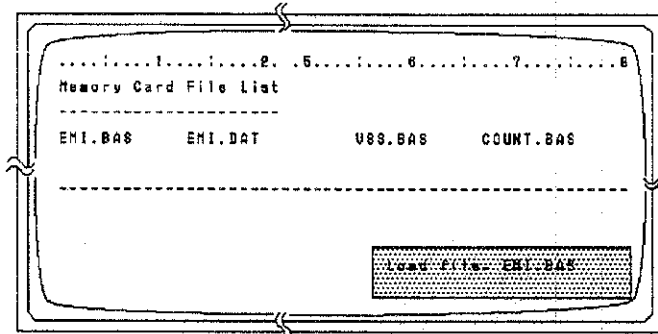 ....:....1....:....2. .5....:....6....:....7....:....8
Memory Card File List
---------------------
EMI.BAS EMI.DAT V8S.BAS COUNT.BAS
-------------------------------------------------------
Load file. EMI.BAS